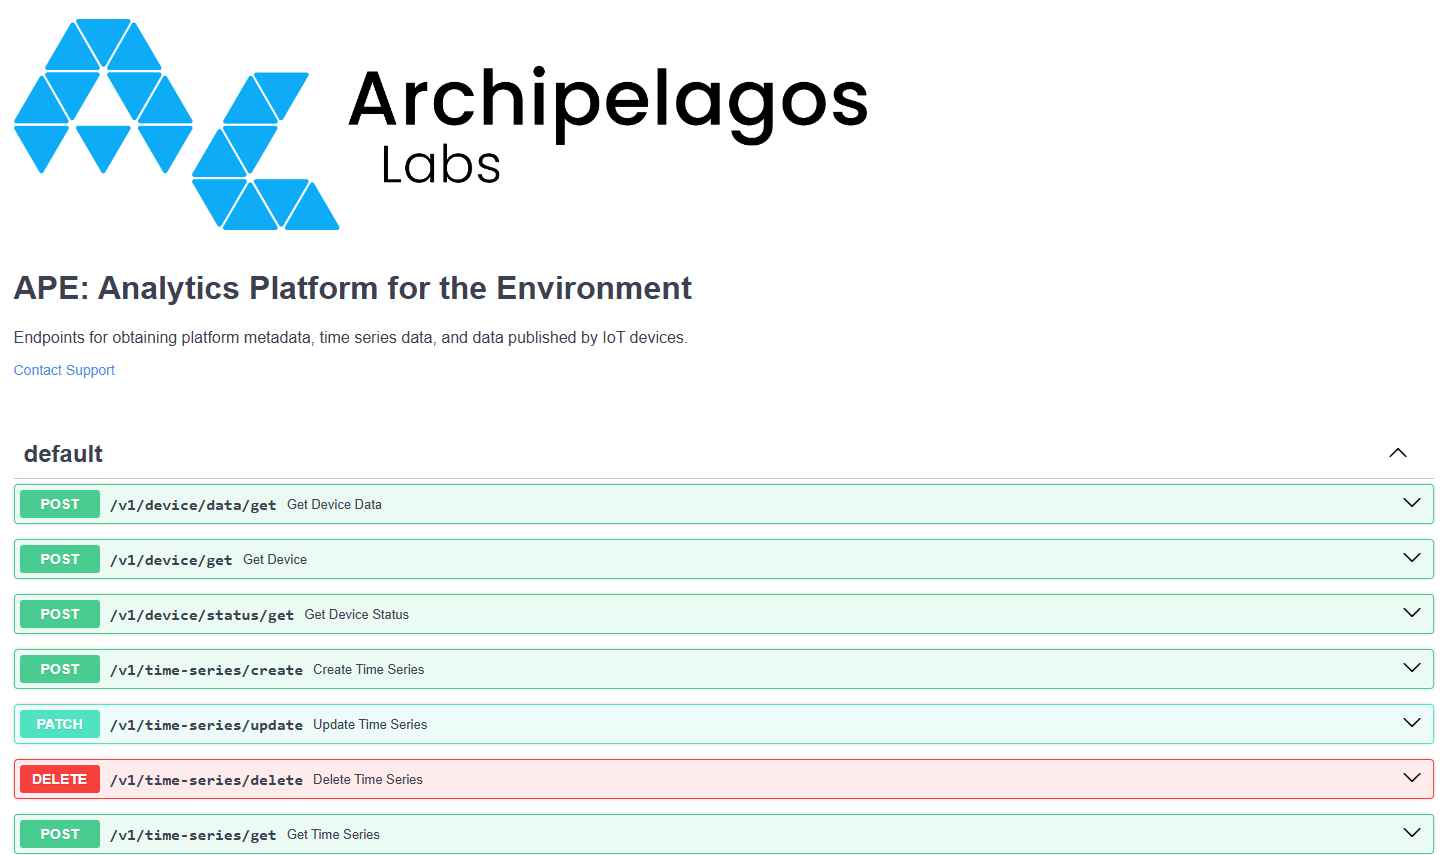 Archipelagos
Labs
APE: Analytics Platform for the Environment
Endpoints for obtaining platform metadata, time series data, and data published by IoT devices.
Contact Support
default
POST /v1/device/data/get Get Device Data
POST /v1/device/get Get Device
POST /v1/device/status/get Get Device Status
POST /v1/time-series/create Create Time Series
PATCH /v1/time-series/update Update Time Series
DELETE /v1/time-series/delete Delete Time Series
POST /v1/time-series/get Get Time Series